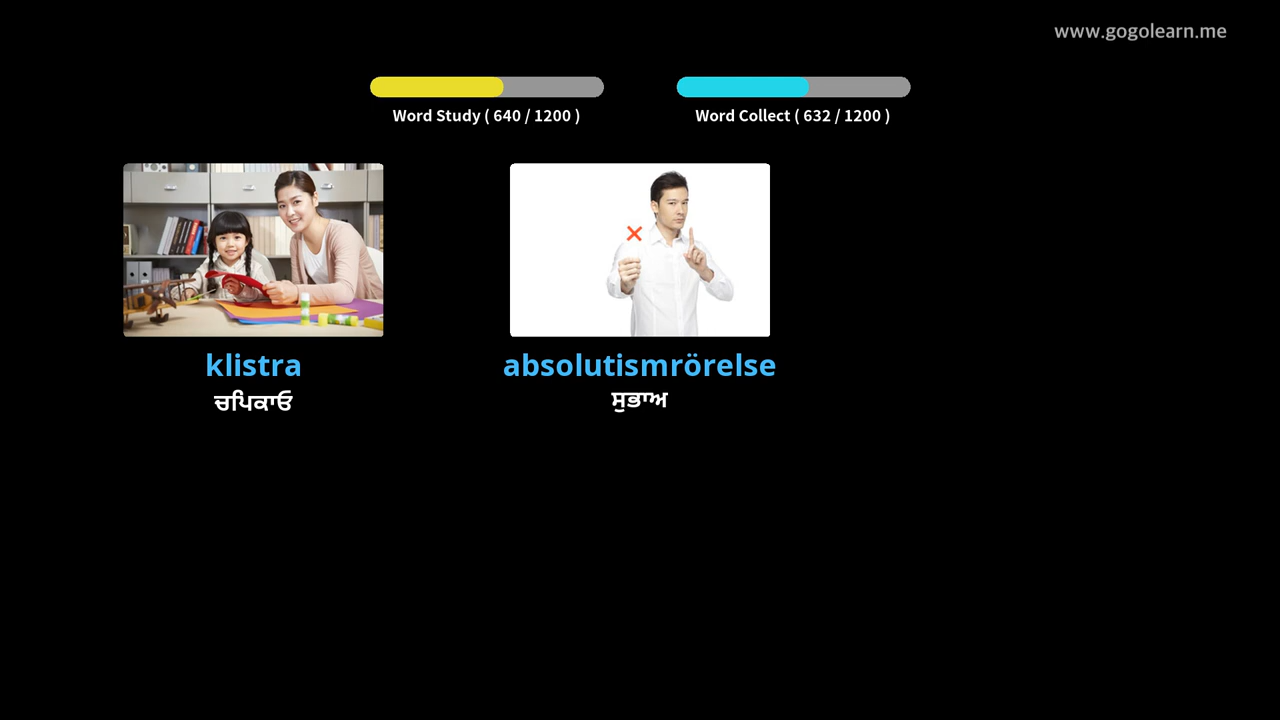 www.gogolearn.me
Word Study ( 640 / 1200 )
Word Collect ( 632 / 1200 )
klistra
ਚਪਿਕਾਓ
absolutismrörelse
ਸੁਭਾਅ